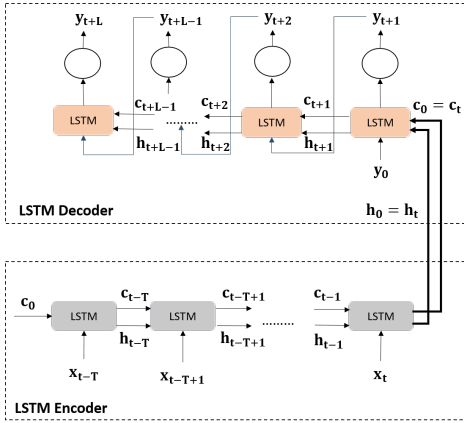 y_{t+L} y_{t+L-1} y_{t+2} y_{t+1}
c_{t+L-1} c_{t+2} c_{t+1} c_0 = c_t
LSTM ......... LSTM LSTM
h_{t+L-1} h_{t+2} h_{t+1}
y_0
LSTM Decoder
h_0 = h_t
c_0 c_{t-T} c_{t-T+1} c_{t-1}
LSTM LSTM ......... LSTM
h_{t-T} h_{t-T+1} h_{t-1}
x_{t-T} x_{t-T+1} x_t
LSTM Encoder